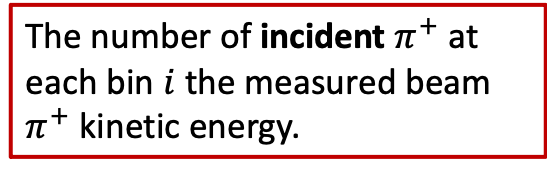 The number of incident π⁺ at
each bin i the measured beam
π⁺ kinetic energy.